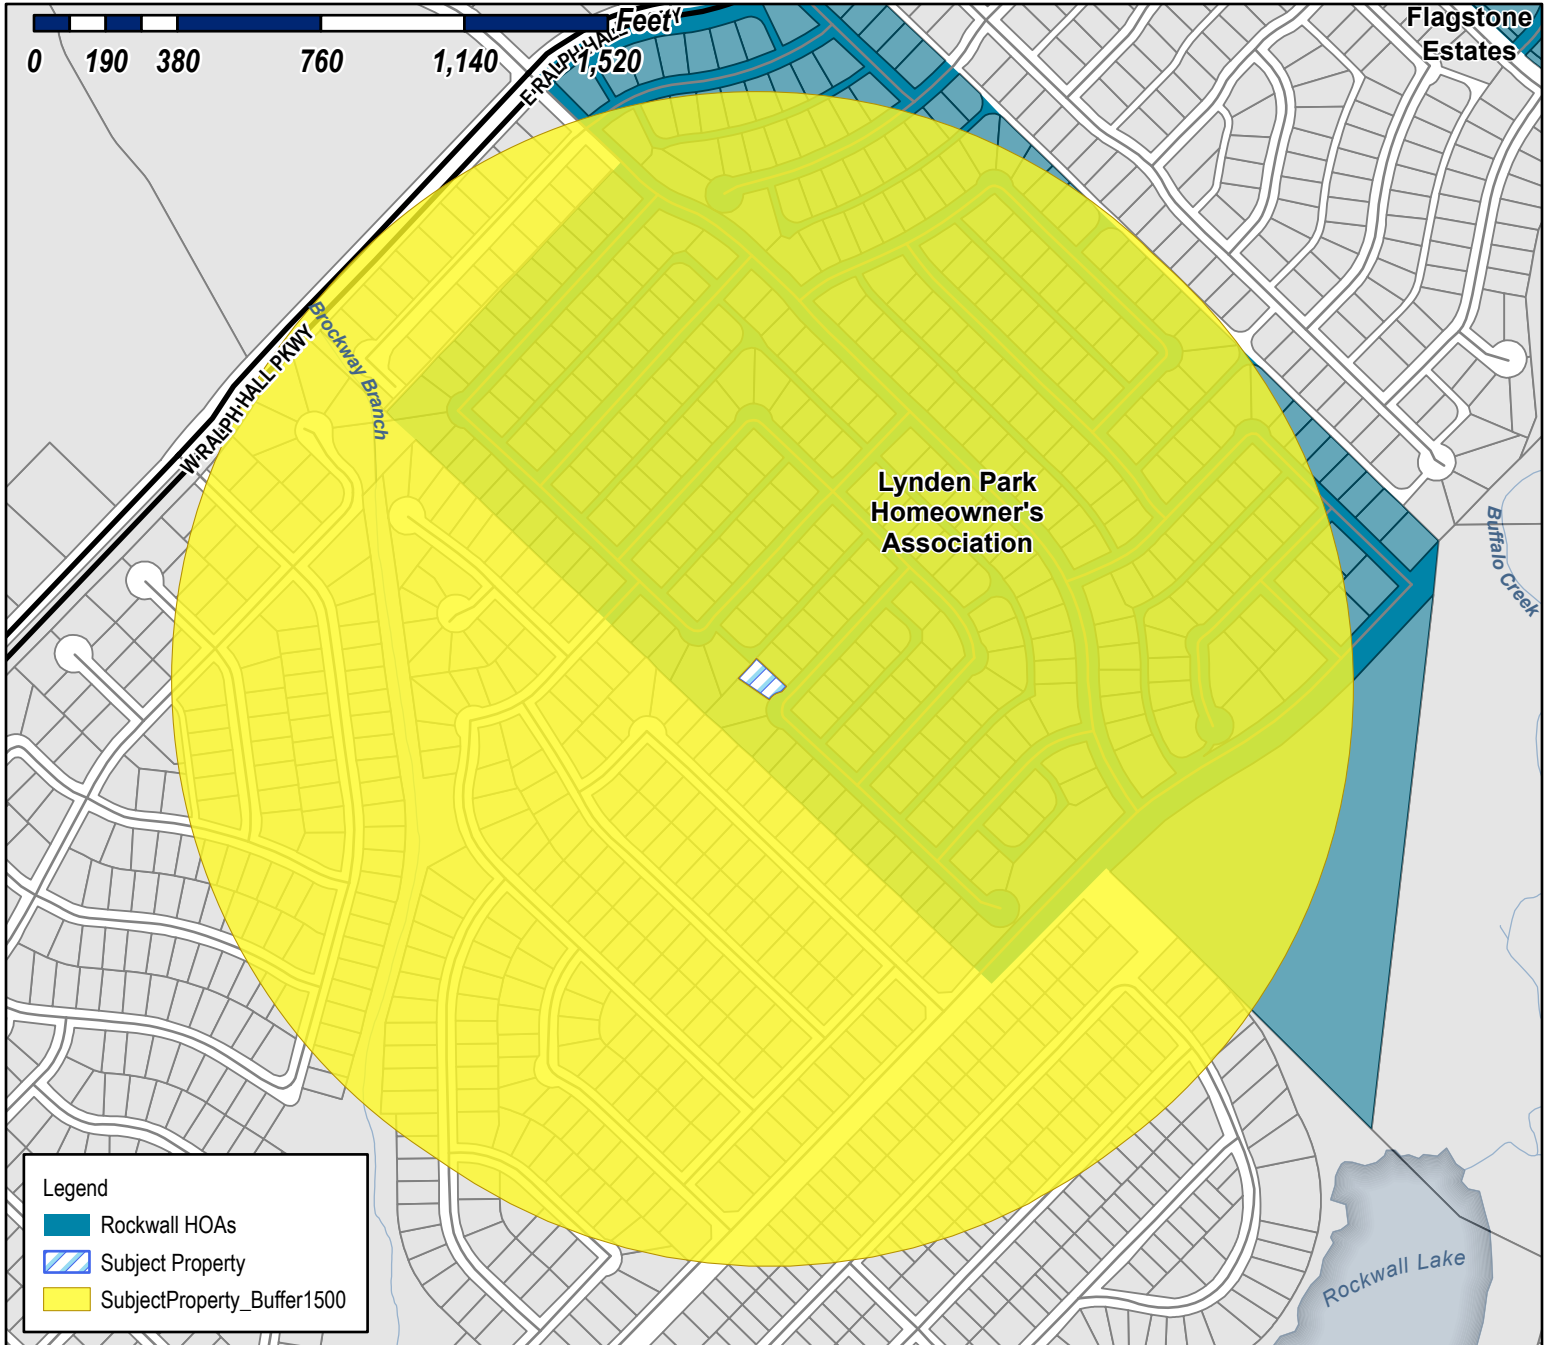 Feet
0 190 380 760 1,140 1,520
E RALPH HALL PKWY
Flagstone
Estates
Brockway Branch
W RALPH HALL PKWY
Lynden Park
Homeowner's
Association
Buffalo Creek
Legend
Rockwall HOAs
Subject Property
SubjectProperty_Buffer1500
Rockwall Lake